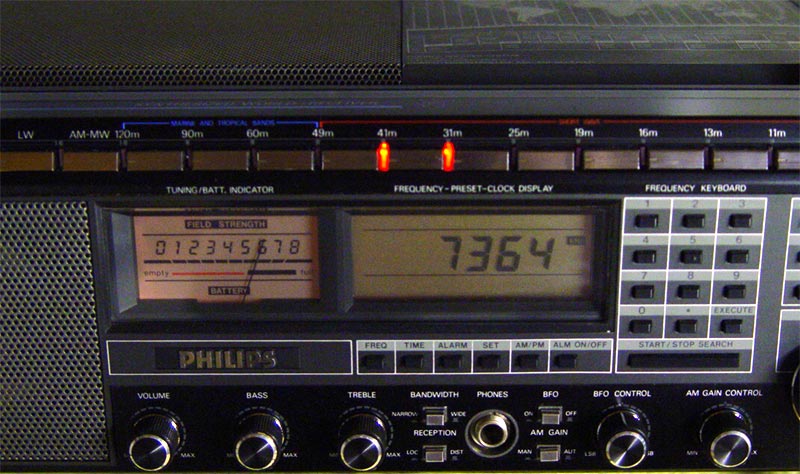 MARINE AND TROPICAL BANDS SHORT WAVE
LW AM-MW 120m 90m 60m 49m 41m 31m 25m 19m 16m 13m 11m
TUNING/BATT. INDICATOR FREQUENCY-PRESET-CLOCK DISPLAY FREQUENCY KEYBOARD
FIELD STRENGTH
0 1 2 3 4 5 6 7 8
empty full
BATTERY
7364
1 2 3
4 5 6
7 8 9
0 • EXECUTE
START/STOP SEARCH
PHILIPS
FREQ TIME ALARM SET AM/PM ALM ON/OFF
VOLUME BASS TREBLE BANDWIDTH PHONES BFO BFO CONTROL AM GAIN CONTROL
NARROW WIDE ON OFF
RECEPTION AM GAIN
MAX MAX MAX LOC DIST MAN AUT LSB MIN